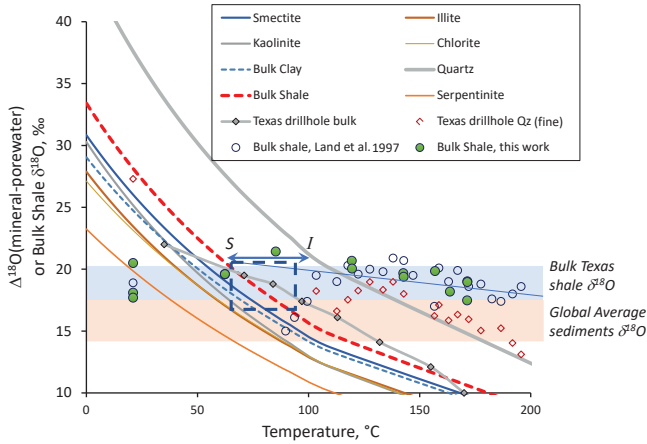 Smectite
Illite
Kaolinite
Chlorite
Bulk Clay
Quartz
Bulk Shale
Serpentinite
Texas drillhole bulk
Texas drillhole Qz (fine)
Bulk shale, Land et al. 1997
Bulk Shale, this work
40
35
30
25
20
15
10
Δ¹⁸O(mineral-porewater)
or Bulk Shale δ¹⁸O, ‰
S
I
Bulk Texas
shale δ¹⁸O
Global Average
sediments δ¹⁸O
0
50
100
150
200
Temperature, °C